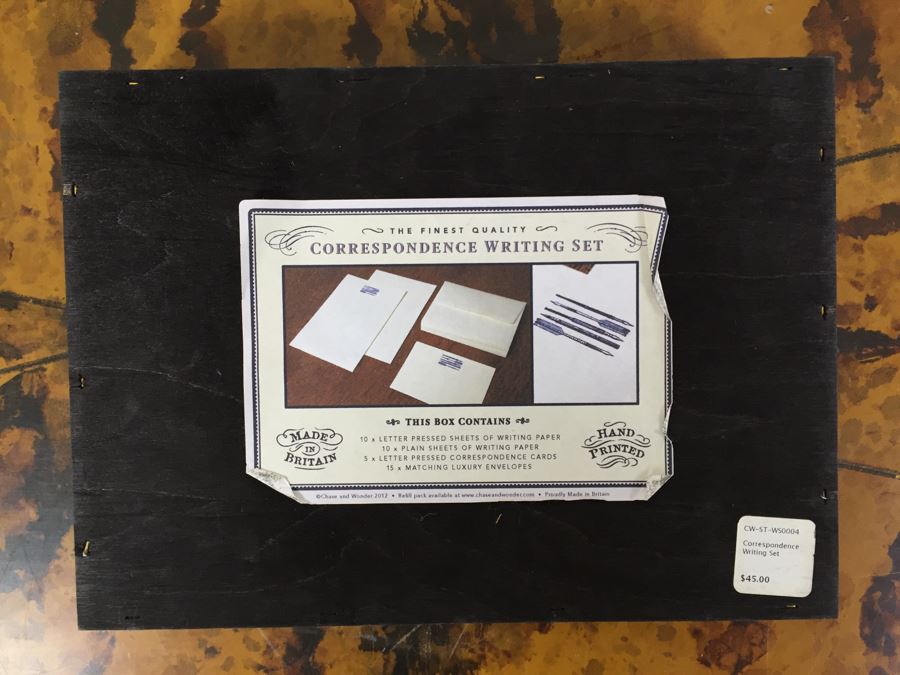 THE FINEST QUALITY
CORRESPONDENCE WRITING SET
THIS BOX CONTAINS
10 x LETTER PRESSED SHEETS OF WRITING PAPER
10 x PLAIN SHEETS OF WRITING PAPER
5 x LETTER PRESSED CORRESPONDENCE CARDS
15 x MATCHING LUXURY ENVELOPES
MADE
IN
BRITAIN
HAND
PRINTED
©Chase and Wonder 2012 • Refill pack available at www.chaseandwonder.com • Proudly Made in Britain
CW-ST-WS0004
Correspondence
Writing Set
$45.00